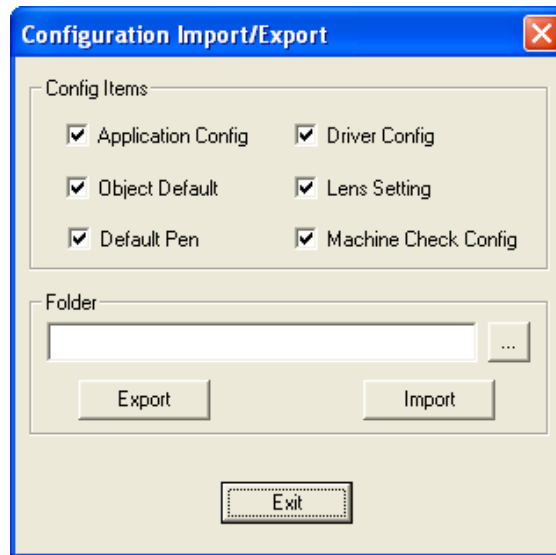 Configuration Import/Export
Config Items
Application Config Driver Config
Object Default Lens Setting
Default Pen Machine Check Config
Folder
...
Export Import
Exit